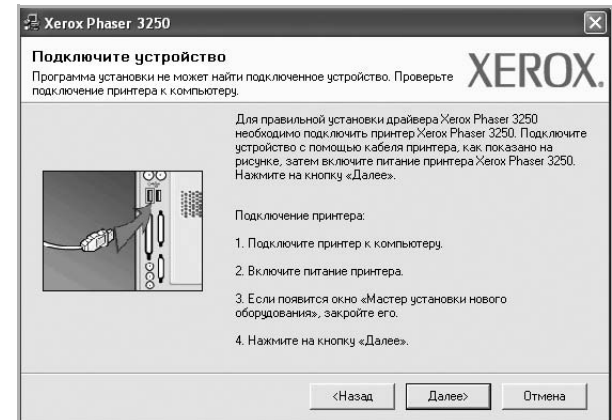 Xerox Phaser 3250
Подключите устройство
Программа установки не может найти подключенное устройство. Проверьте
подключение принтера к компьютеру.
XEROX.
Для правильной установки драйвера Xerox Phaser 3250
необходимо подключить принтер Xerox Phaser 3250. Подключите
устройство с помощью кабеля принтера, как показано на
рисунке, затем включите питание принтера Xerox Phaser 3250.
Нажмите на кнопку «Далее».
Подключение принтера:
1. Подключите принтер к компьютеру.
2. Включите питание принтера.
3. Если появится окно «Мастер установки нового
оборудования», закройте его.
4. Нажмите на кнопку «Далее».
<Назад
Далее>
Отмена